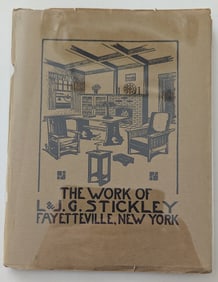 THE WORK OF
L.&J.G. STICKLEY
FAYETTEVILLE, NEW YORK